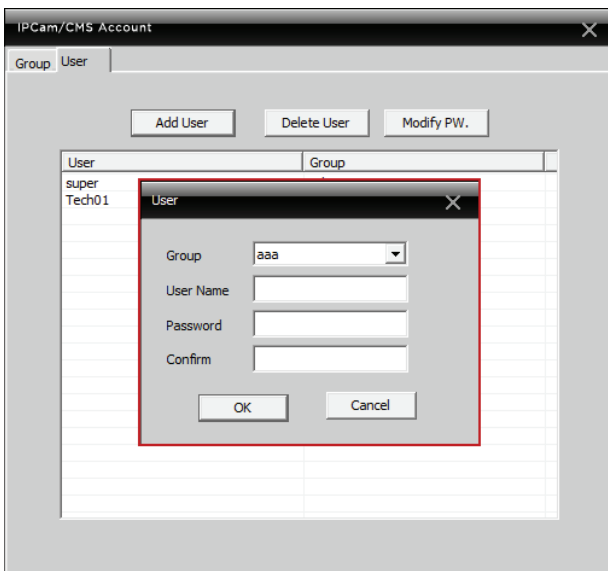 IPCam/CMS Account
Group User
Add User Delete User Modify PW.
User Group
super
Tech01
User
Group aaa
User Name
Password
Confirm
OK Cancel